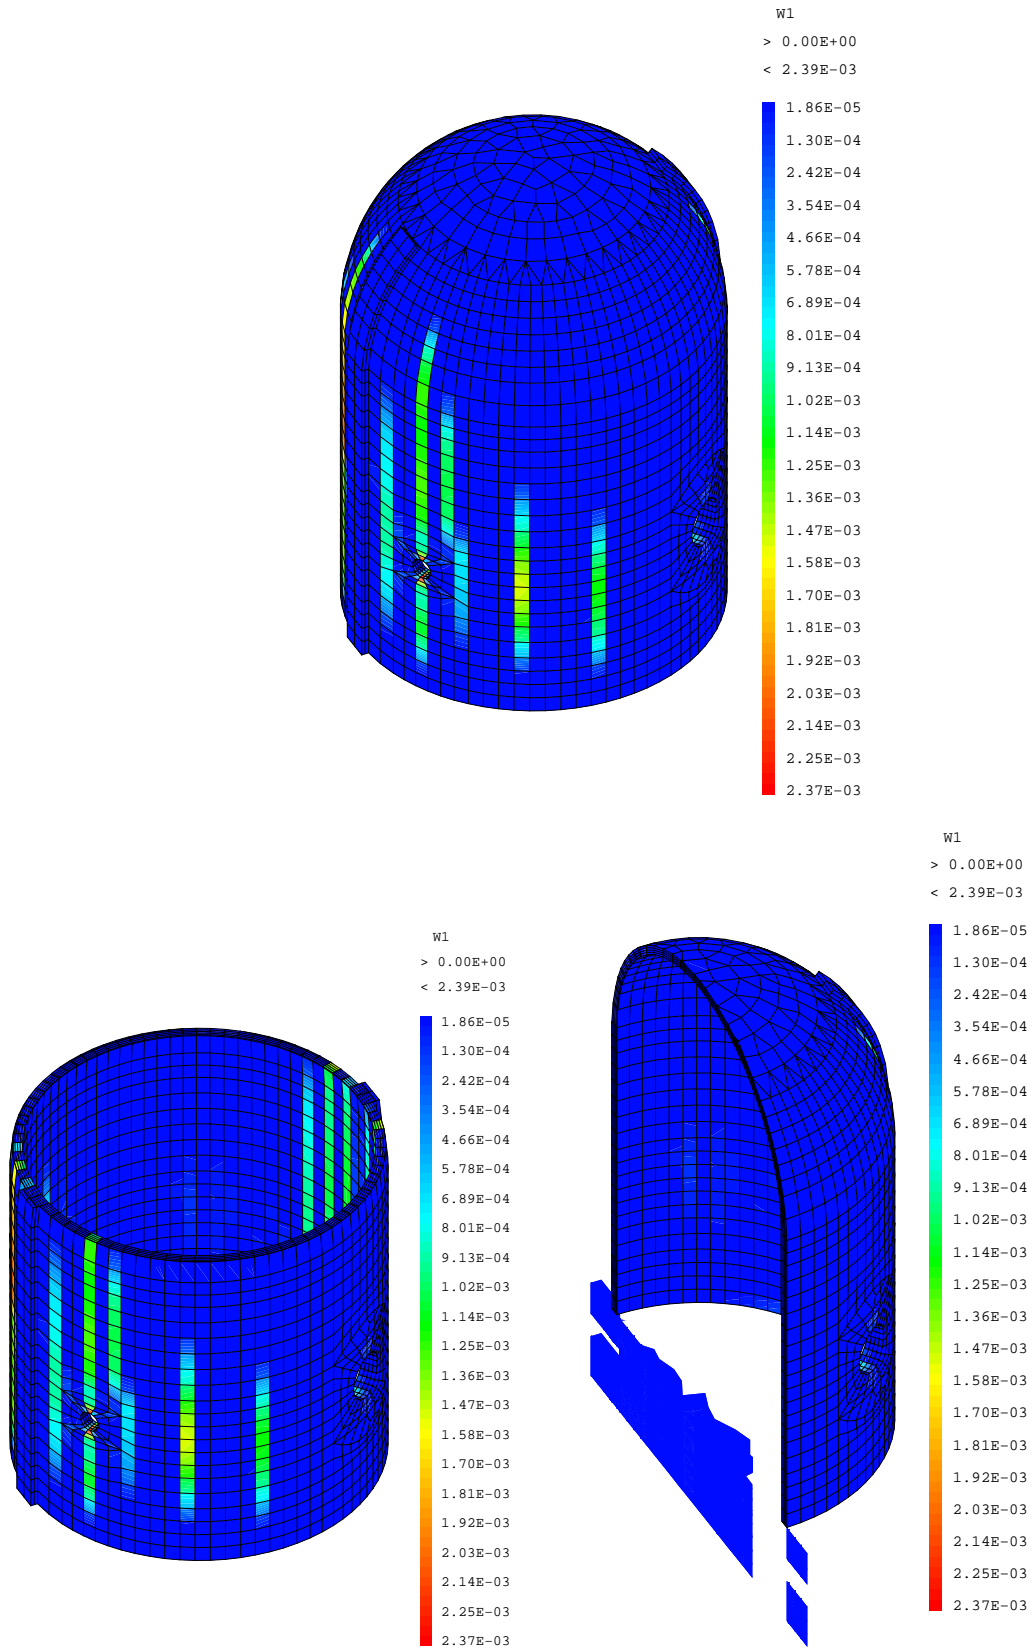 W1
> 0.00E+00
< 2.39E-03
1.86E-05
1.30E-04
2.42E-04
3.54E-04
4.66E-04
5.78E-04
6.89E-04
8.01E-04
9.13E-04
1.02E-03
1.14E-03
1.25E-03
1.36E-03
1.47E-03
1.58E-03
1.70E-03
1.81E-03
1.92E-03
2.03E-03
2.14E-03
2.25E-03
2.37E-03
W1
> 0.00E+00
< 2.39E-03
1.86E-05
1.30E-04
2.42E-04
3.54E-04
4.66E-04
5.78E-04
6.89E-04
8.01E-04
9.13E-04
1.02E-03
1.14E-03
1.25E-03
1.36E-03
1.47E-03
1.58E-03
1.70E-03
1.81E-03
1.92E-03
2.03E-03
2.14E-03
2.25E-03
2.37E-03
W1
> 0.00E+00
< 2.39E-03
1.86E-05
1.30E-04
2.42E-04
3.54E-04
4.66E-04
5.78E-04
6.89E-04
8.01E-04
9.13E-04
1.02E-03
1.14E-03
1.25E-03
1.36E-03
1.47E-03
1.58E-03
1.70E-03
1.81E-03
1.92E-03
2.03E-03
2.14E-03
2.25E-03
2.37E-03